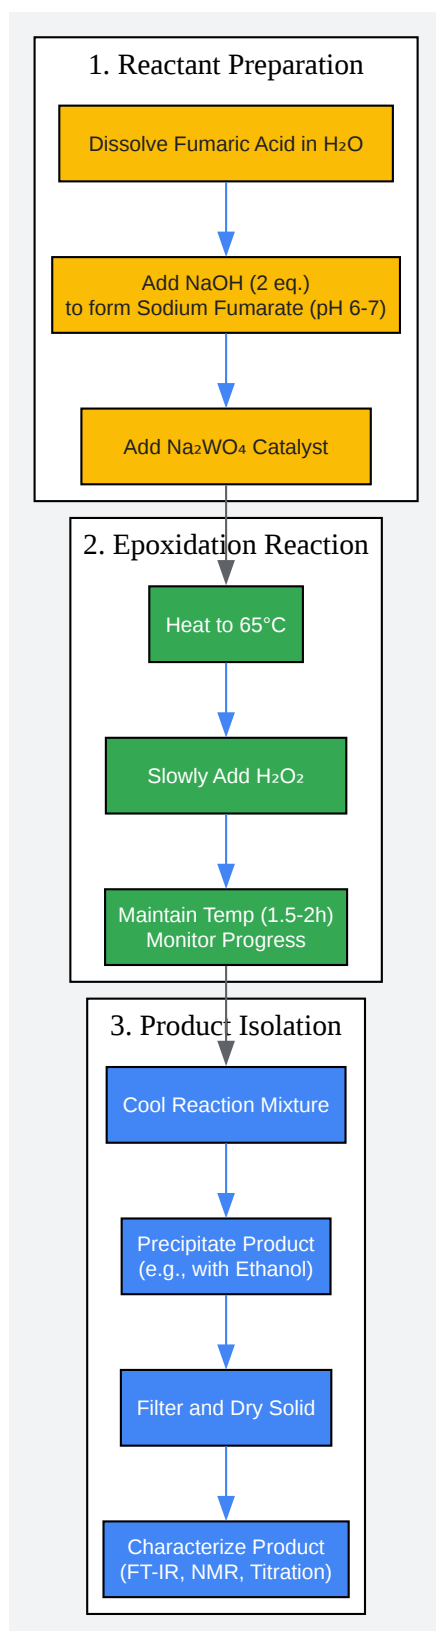 1. Reactant Preparation
Dissolve Fumaric Acid in H₂O
Add NaOH (2 eq.)
to form Sodium Fumarate (pH 6-7)
Add Na₂WO₄ Catalyst
2. Epoxidation Reaction
Heat to 65°C
Slowly Add H₂O₂
Maintain Temp (1.5-2h)
Monitor Progress
3. Product Isolation
Cool Reaction Mixture
Precipitate Product
(e.g., with Ethanol)
Filter and Dry Solid
Characterize Product
(FT-IR, NMR, Titration)